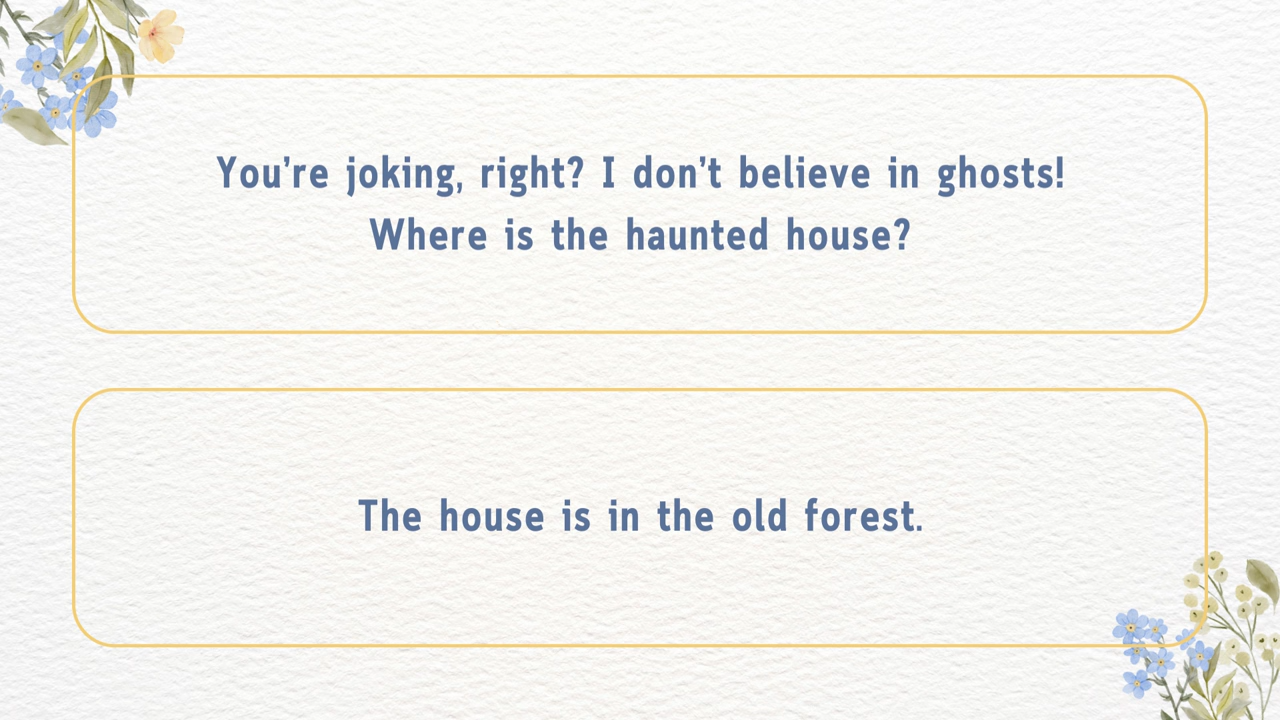 You're joking, right? I don't believe in ghosts!
Where is the haunted house?
The house is in the old forest.